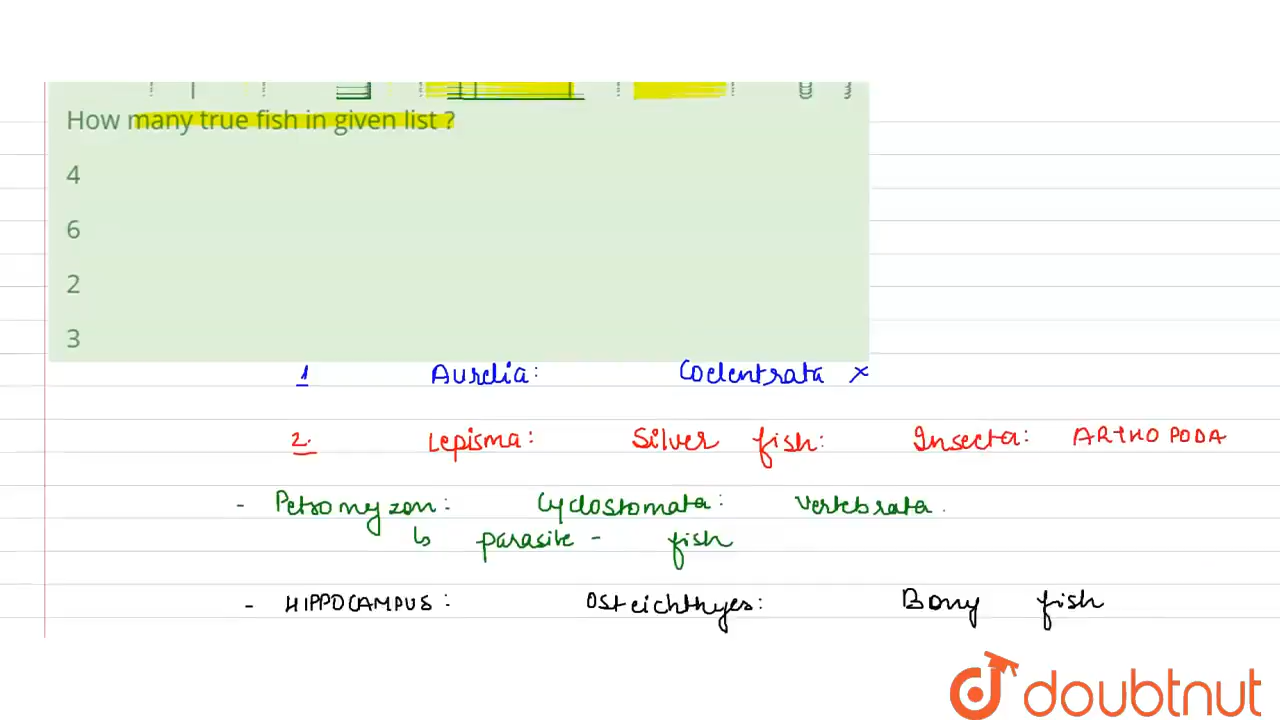 How many true fish in given list ?
4
6
2
3
1 Aurelia: Coelentrata ×
2. Lepisma: Silver fish: Insecta: ARTHOPODA
- Petromyzon: Cyclostomata: Vertebrata.
↳ parasite - fish
- HIPPOCAMPUS: Osteichthyes: Bony fish
doubtnut